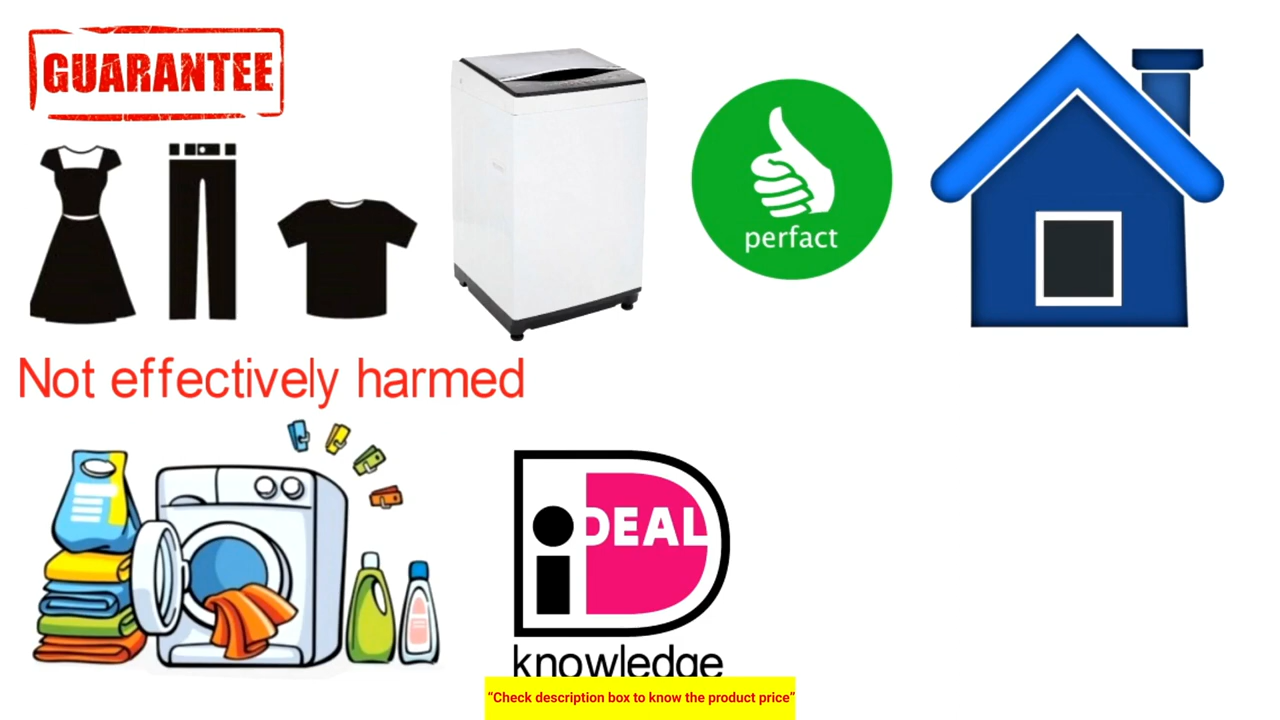 GUARANTEE
perfact
Not effectively harmed
iDEAL
knowledge
“Check description box to know the product price”